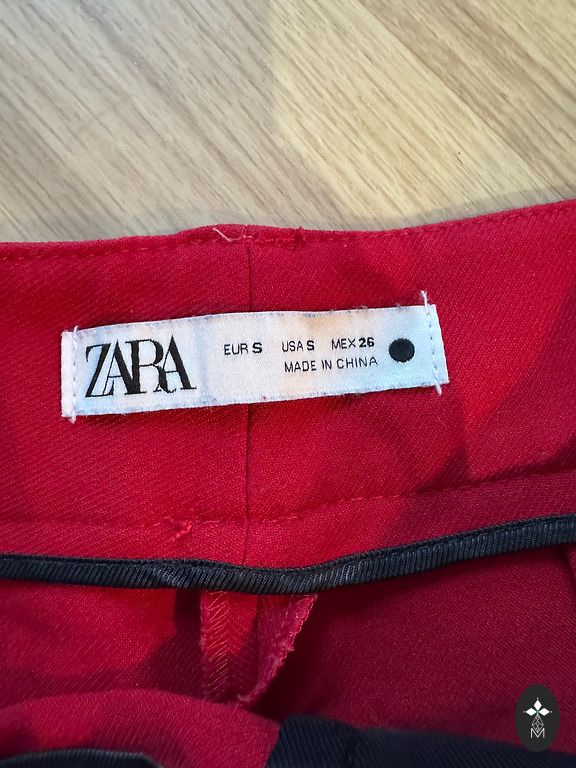 ZARA
EUR S USA S MEX 26
MADE IN CHINA
M